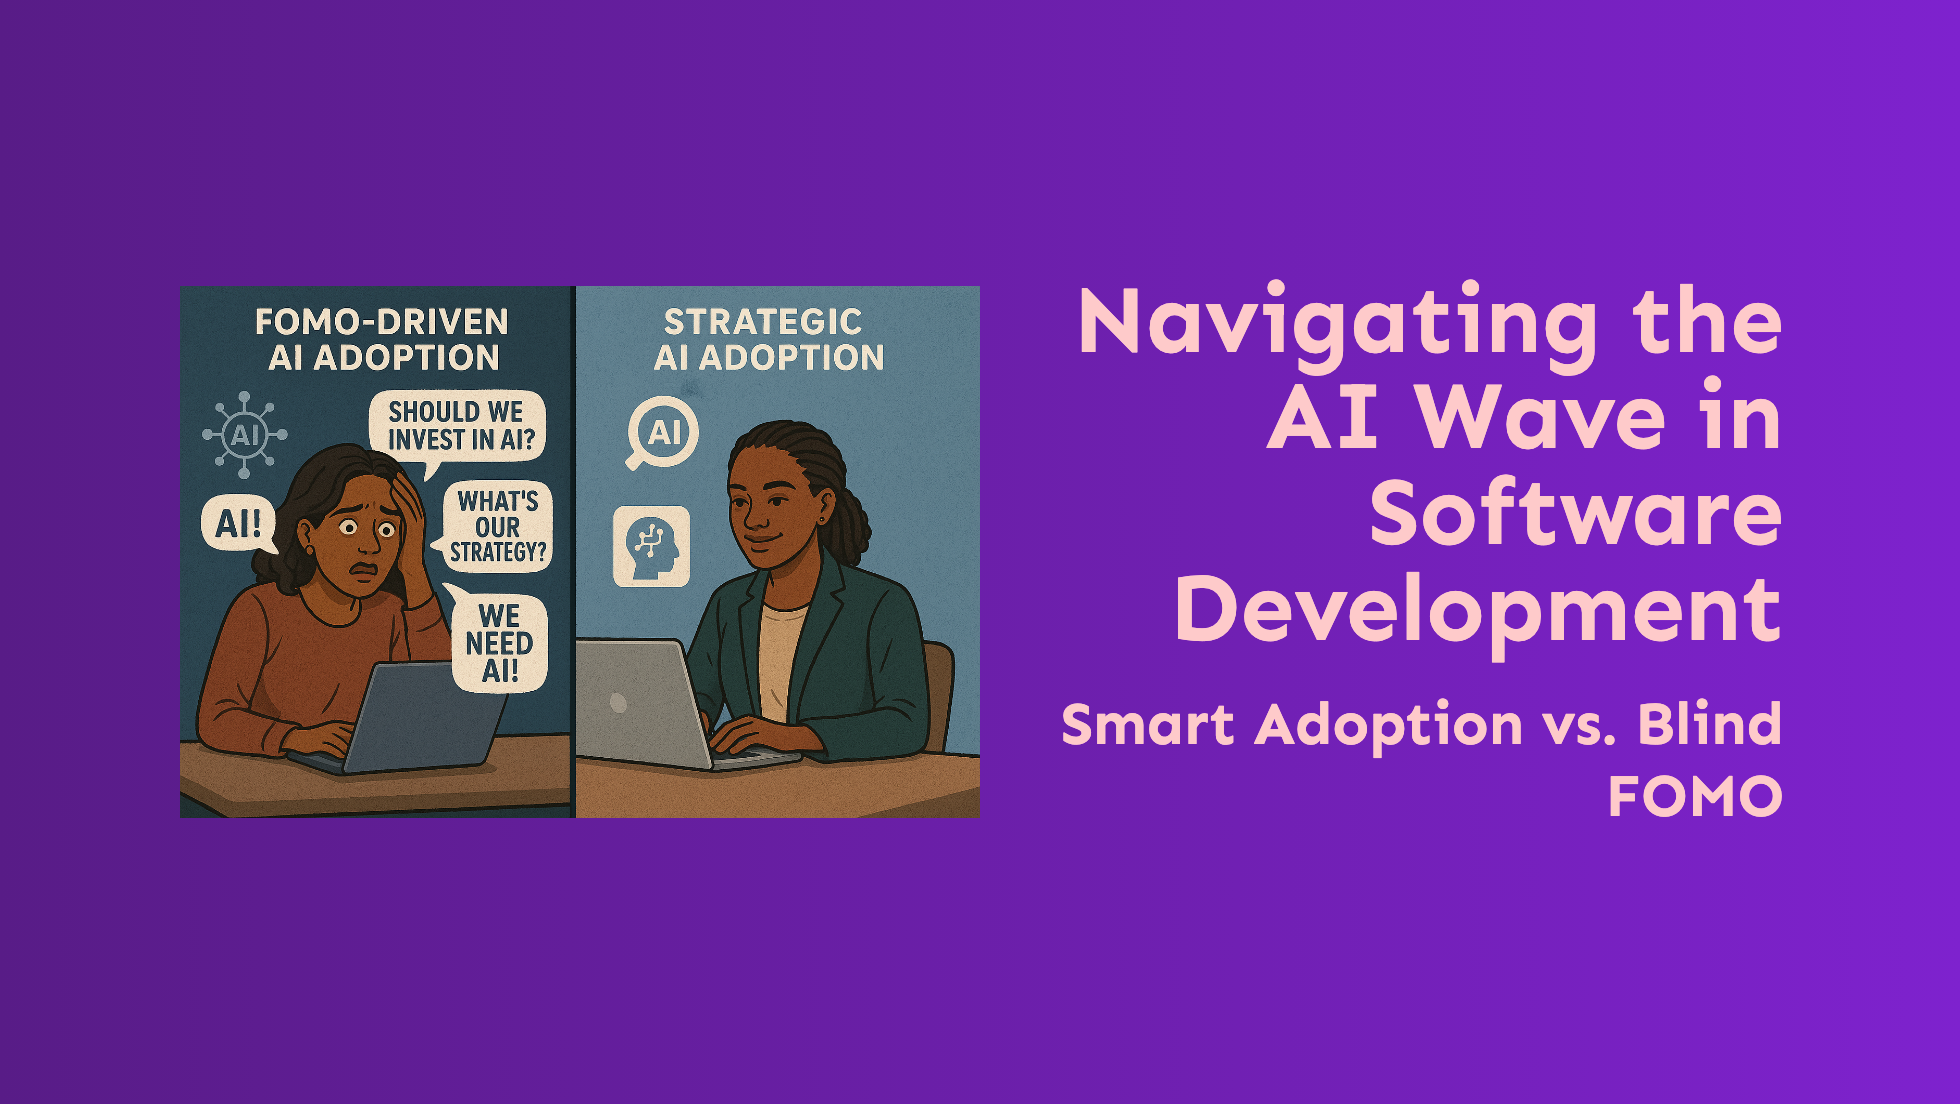 FOMO-DRIVEN
AI ADOPTION
AI
SHOULD WE
INVEST IN AI?
AI!
WHAT'S
OUR
STRATEGY?
WE
NEED
AI!
STRATEGIC
AI ADOPTION
AI
Navigating the
AI Wave in
Software
Development
Smart Adoption vs. Blind
FOMO